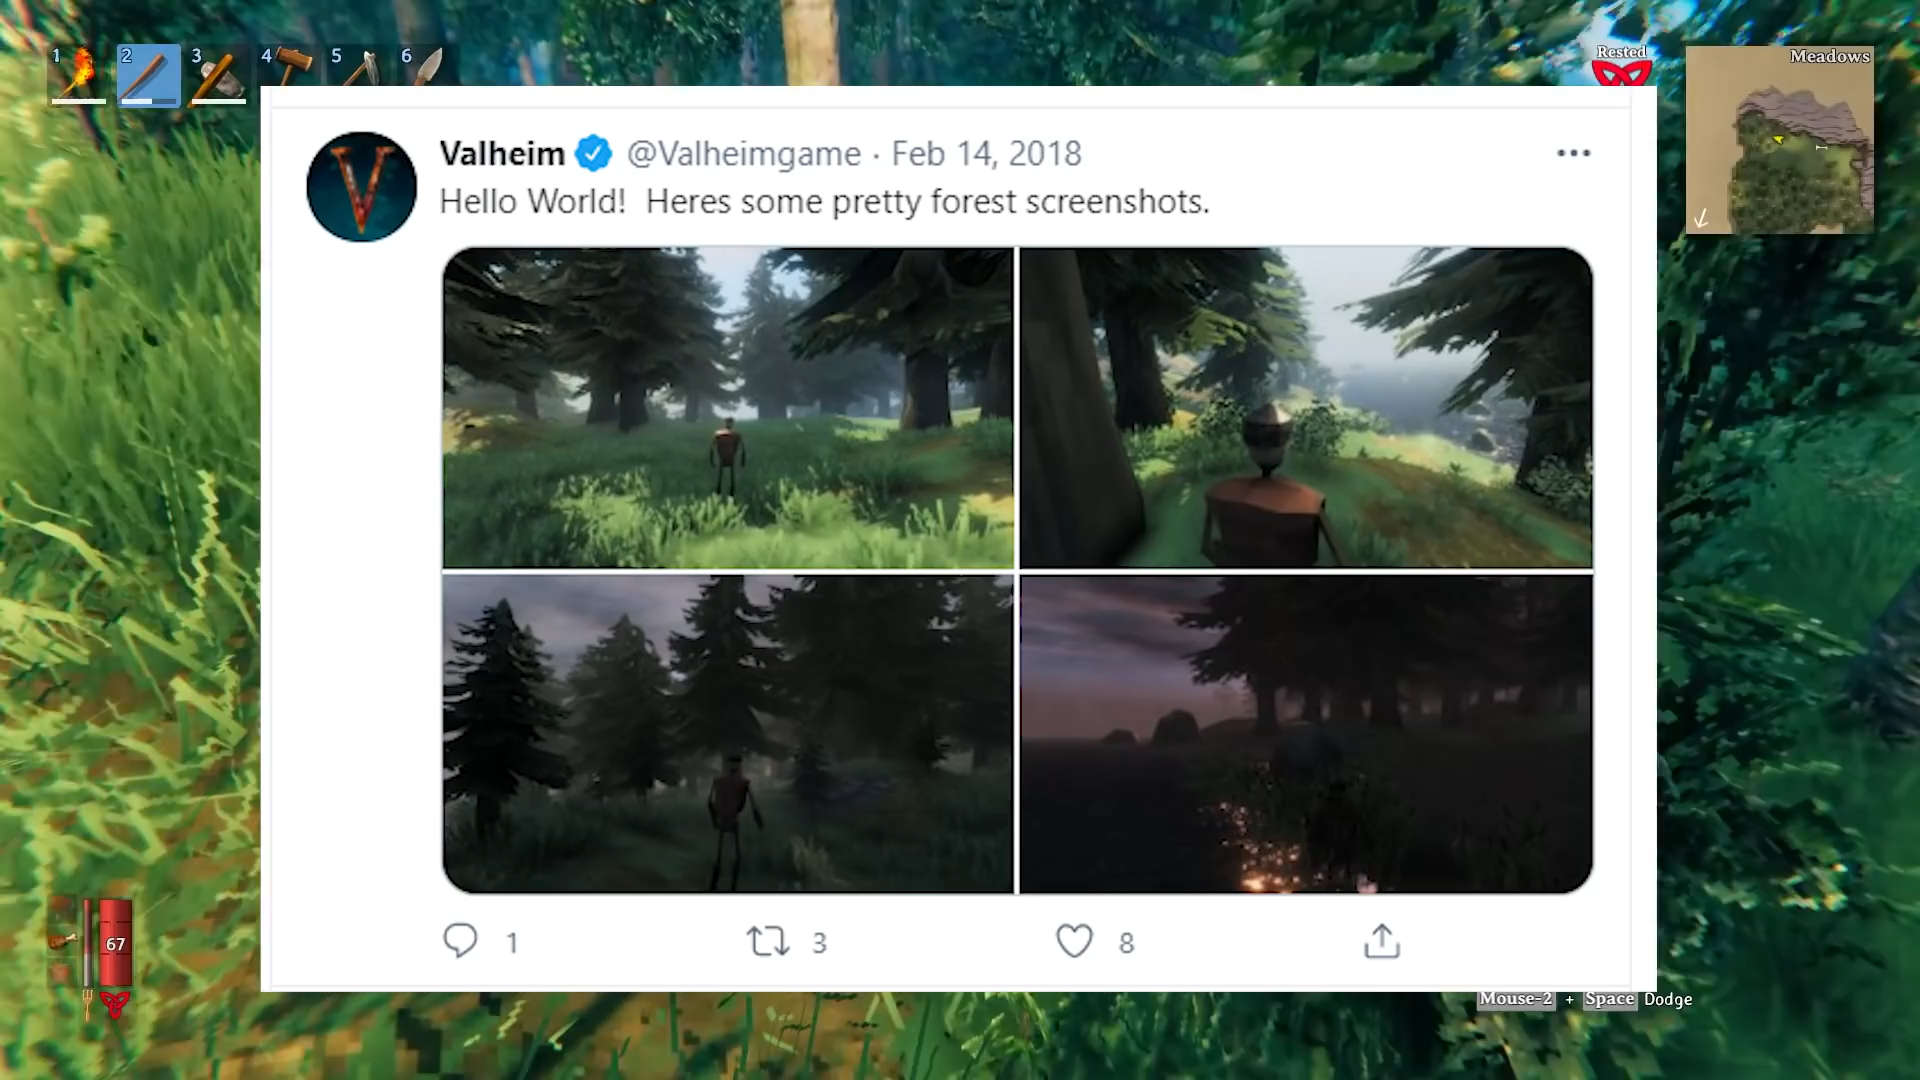 1 2 3 4 5 6
Rested
Meadows
Valheim @Valheimgame · Feb 14, 2018
Hello World!  Heres some pretty forest screenshots.
1 3 8
67
Mouse-2 + Space Dodge